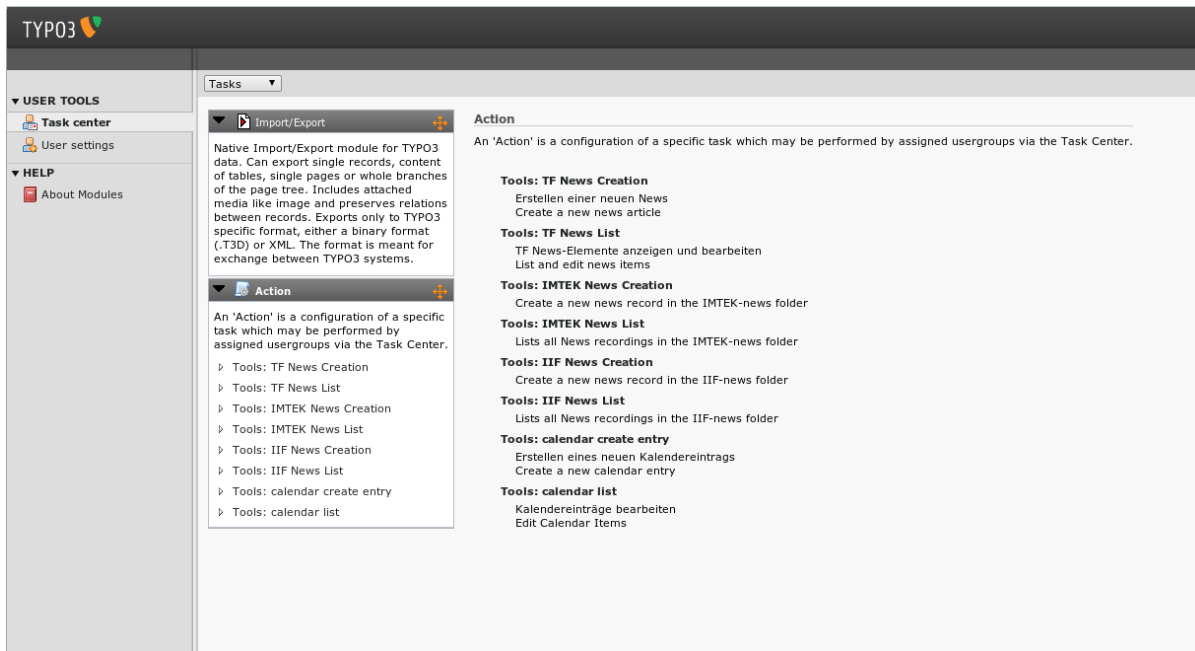 TYPO3
Tasks
USER TOOLS
Task center
User settings
HELP
About Modules
Import/Export
Native Import/Export module for TYPO3
data. Can export single records, content
of tables, single pages or whole branches
of the page tree. Includes attached
media like image and preserves relations
between records. Exports only to TYPO3
specific format, either a binary format
(.T3D) or XML. The format is meant for
exchange between TYPO3 systems.
Action
An 'Action' is a configuration of a specific
task which may be performed by
assigned usergroups via the Task Center.
Tools: TF News Creation
Tools: TF News List
Tools: IMTEK News Creation
Tools: IMTEK News List
Tools: IIF News Creation
Tools: IIF News List
Tools: calendar create entry
Tools: calendar list
Action
An 'Action' is a configuration of a specific task which may be performed by assigned usergroups via the Task Center.
Tools: TF News Creation
Erstellen einer neuen News
Create a new news article
Tools: TF News List
TF News-Elemente anzeigen und bearbeiten
List and edit news items
Tools: IMTEK News Creation
Create a new news record in the IMTEK-news folder
Tools: IMTEK News List
Lists all News recordings in the IMTEK-news folder
Tools: IIF News Creation
Create a new news record in the IIF-news folder
Tools: IIF News List
Lists all News recordings in the IIF-news folder
Tools: calendar create entry
Erstellen eines neuen Kalendereintrags
Create a new calendar entry
Tools: calendar list
Kalendereinträge bearbeiten
Edit Calendar Items